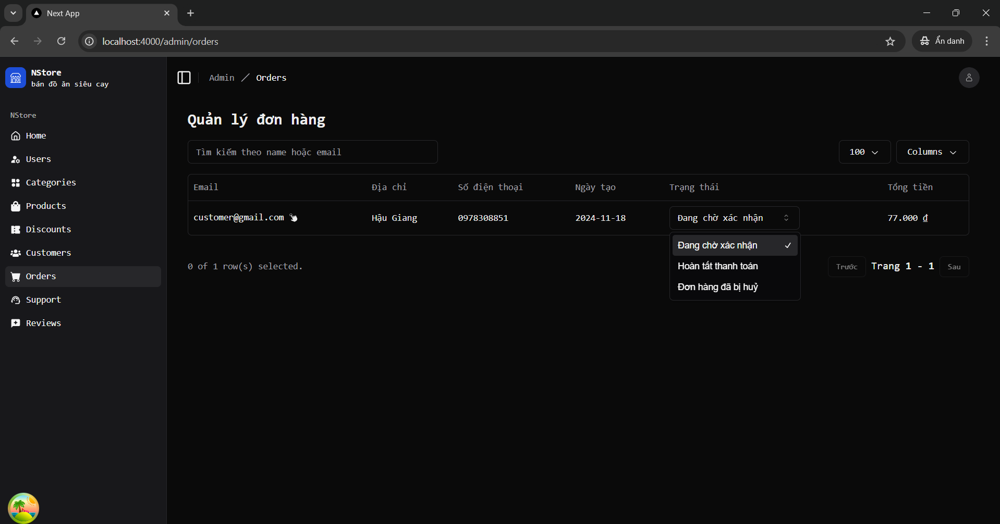 Next App
localhost:4000/admin/orders
Ẩn danh
NStore
bán đồ ăn siêu cay
Admin / Orders
NStore
Home
Users
Categories
Products
Discounts
Customers
Orders
Support
Reviews
Quản lý đơn hàng
Tìm kiếm theo name hoặc email
100
Columns
Email Địa chỉ Số điện thoại Ngày tạo Trạng thái Tổng tiền
customer@gmail.com Hậu Giang 0978308851 2024-11-18 Đang chờ xác nhận 77.000 ₫
Đang chờ xác nhận
Hoàn tất thanh toán
Đơn hàng đã bị huỷ
0 of 1 row(s) selected.
Trước Trang 1 - 1 Sau